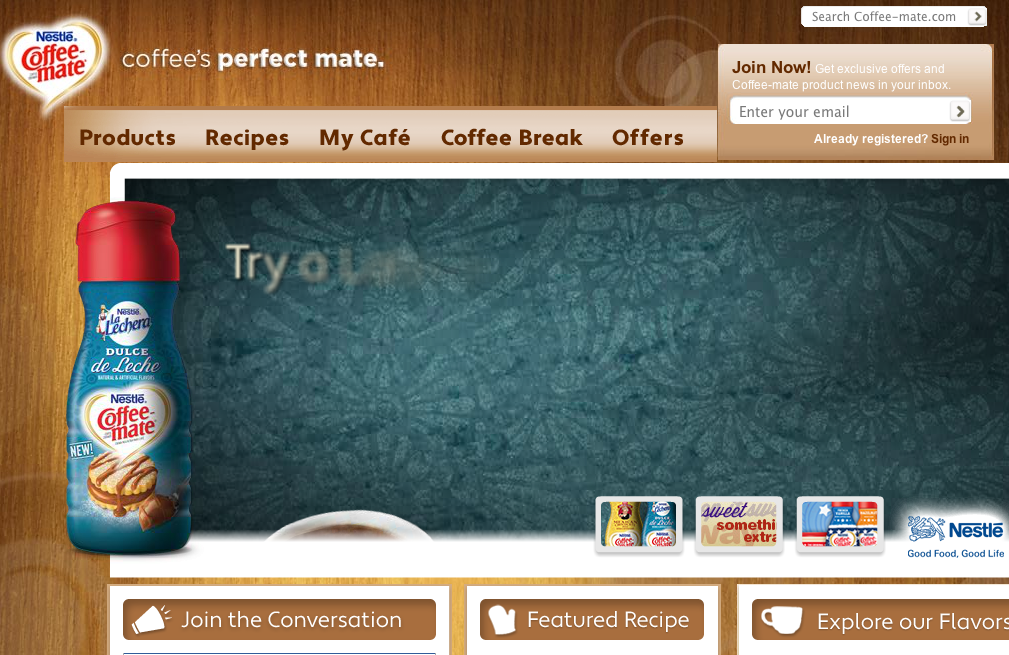 Search Coffee-mate.com
Nestlé
Coffee-
mate
coffee's perfect mate.
Join Now! Get exclusive offers and
Coffee-mate product news in your inbox.
Enter your email
Already registered? Sign in
Products
Recipes
My Café
Coffee Break
Offers
Try a
Nestlé
La
Lechera
DULCE
de Leche
NATURAL & ARTIFICIAL FLAVORS
Nestlé
Coffee-
mate
NEW!
sweet
somethi
extra
Nestlé
Good Food, Good Life
Join the Conversation
Featured Recipe
Explore our Flavors